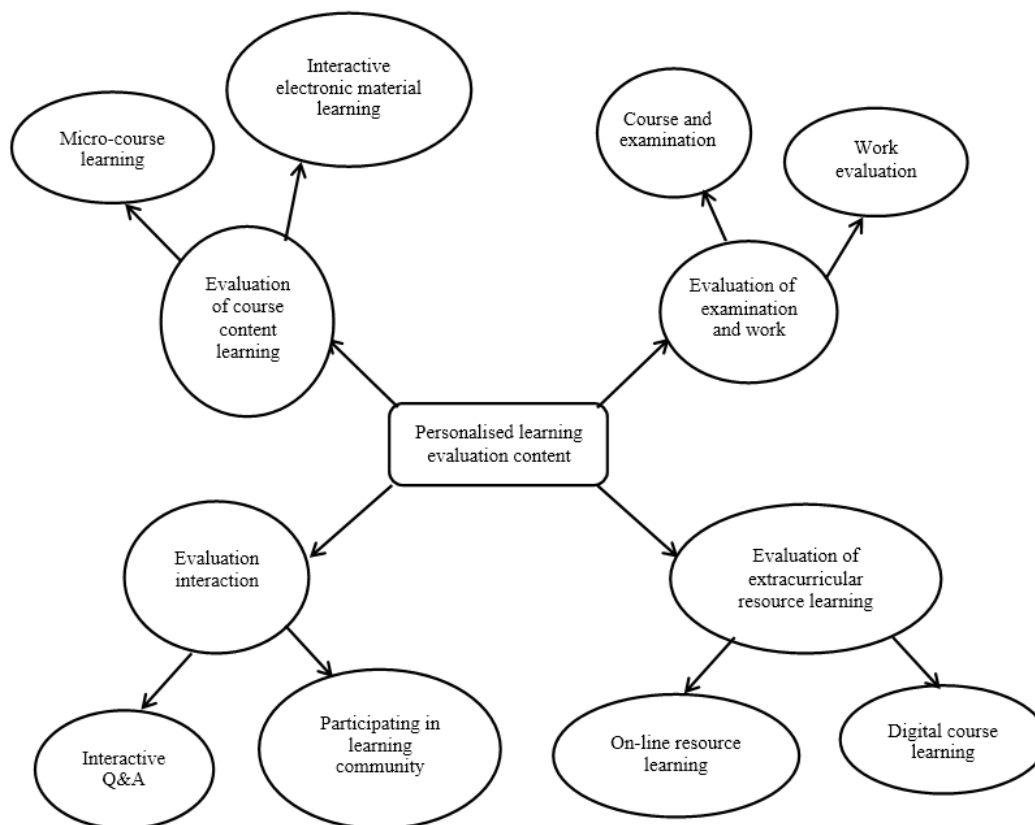 Interactive
electronic material
learning
Micro-course
learning
Course and
examination
Work
evaluation
Evaluation
of course
content
learning
Evaluation of
examination
and work
Personalised learning
evaluation content
Evaluation
interaction
Evaluation of
extracurricular
resource learning
Interactive
Q&A
Participating in
learning
community
On-line resource
learning
Digital course
learning